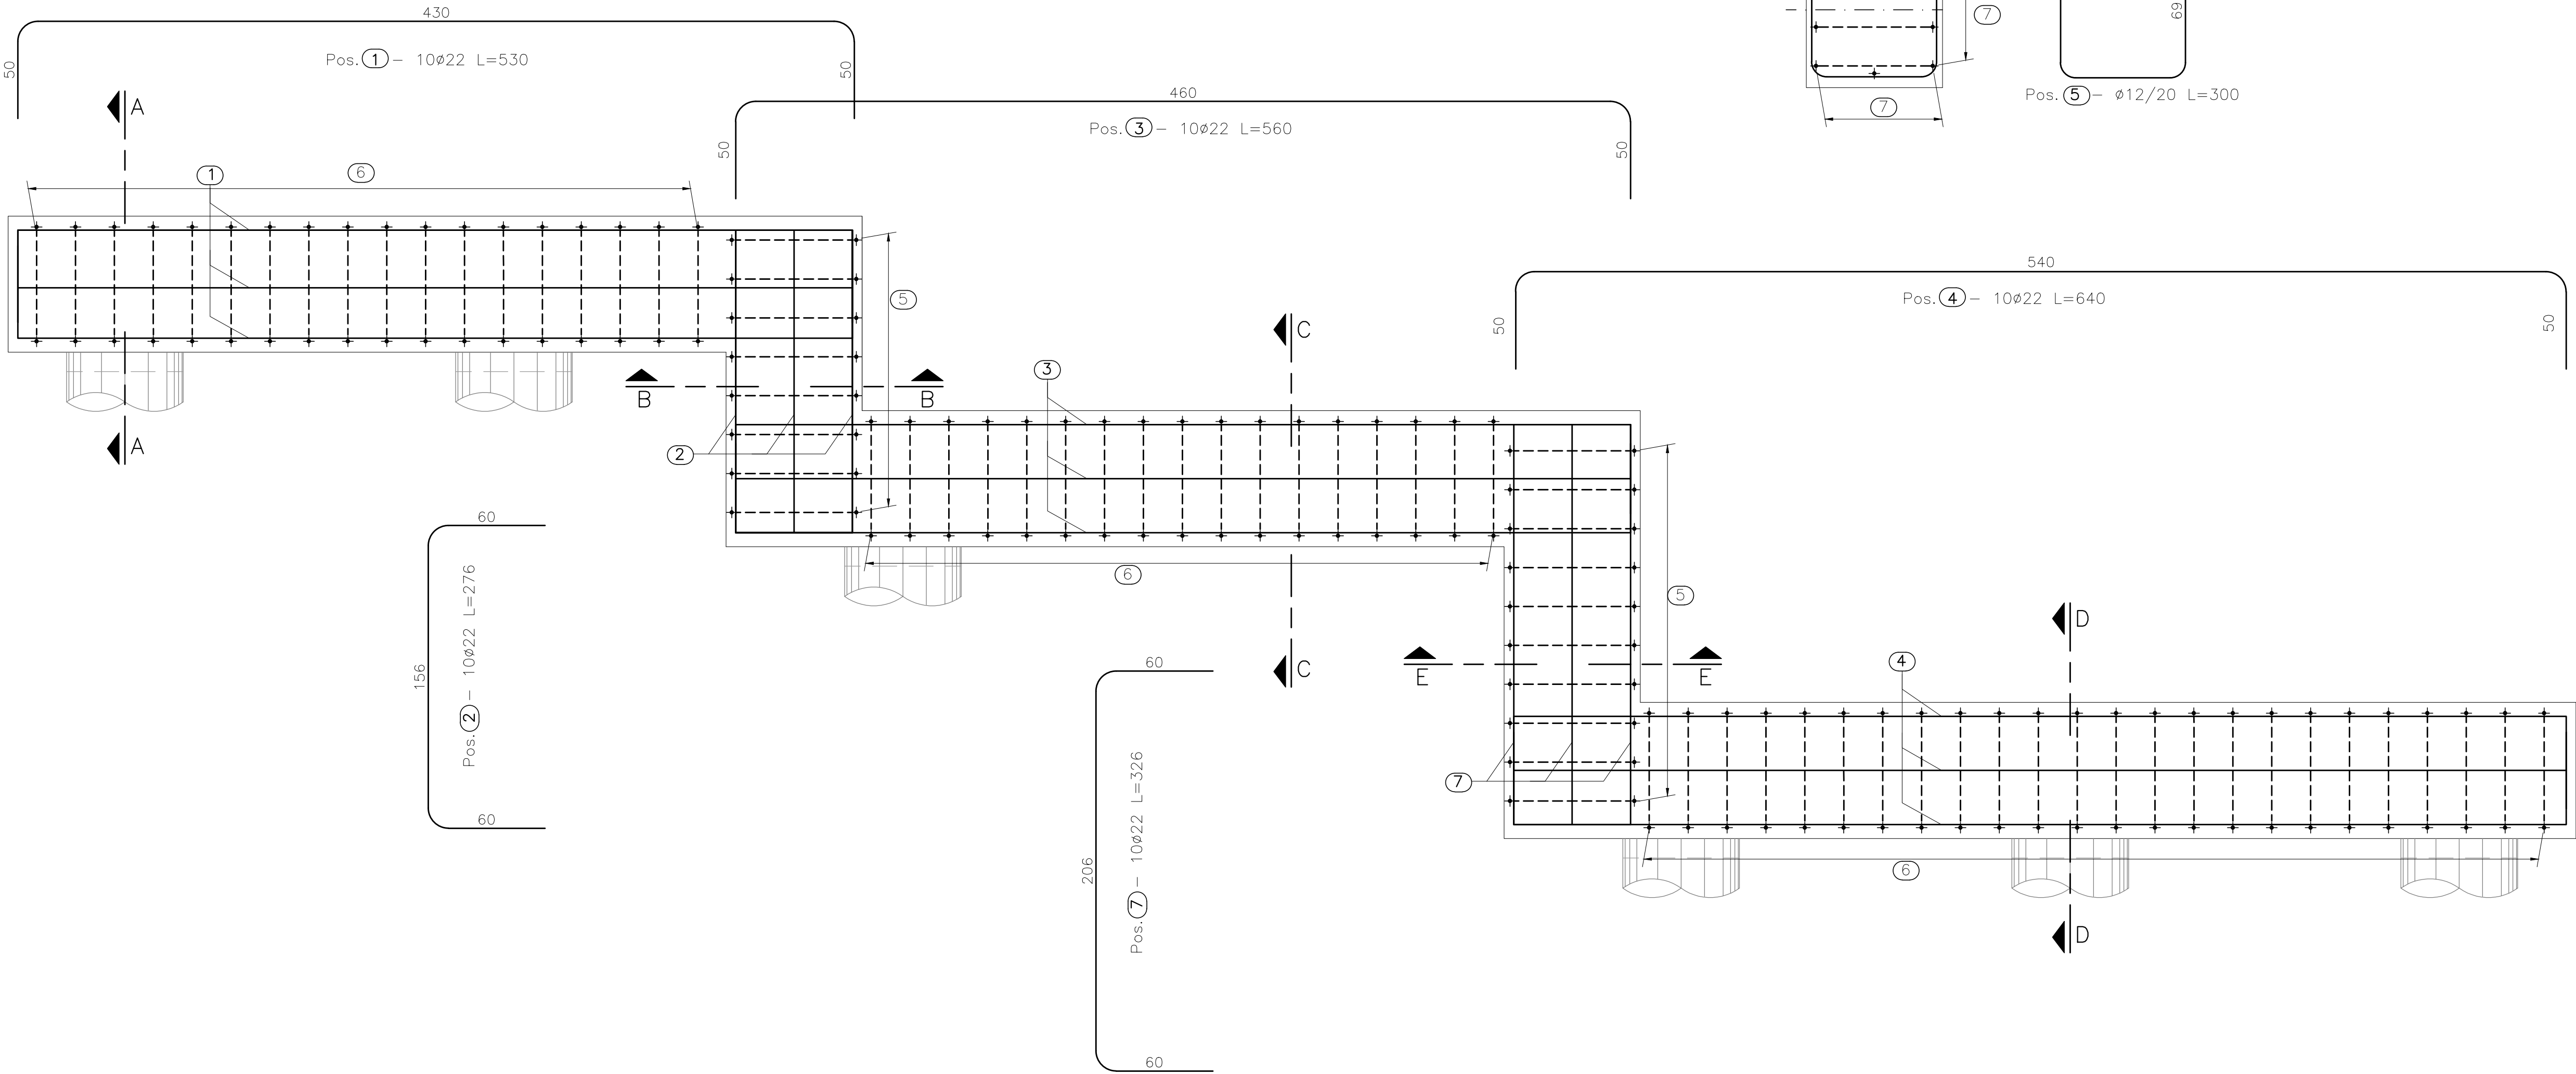 430
50
50
Pos. 1 - 10ø22 L=530
7
69
7
Pos. 5 - ø12/20 L=300
A
460
50
50
Pos. 3 - 10ø22 L=560
1
6
540
50
50
Pos. 4 - 10ø22 L=640
5
C
3
B
B
A
2
60
156
Pos. 2 - 10ø22 L=276
60
6
5
D
C
E
E
4
60
206
Pos. 7 - 10ø22 L=326
60
7
6
D